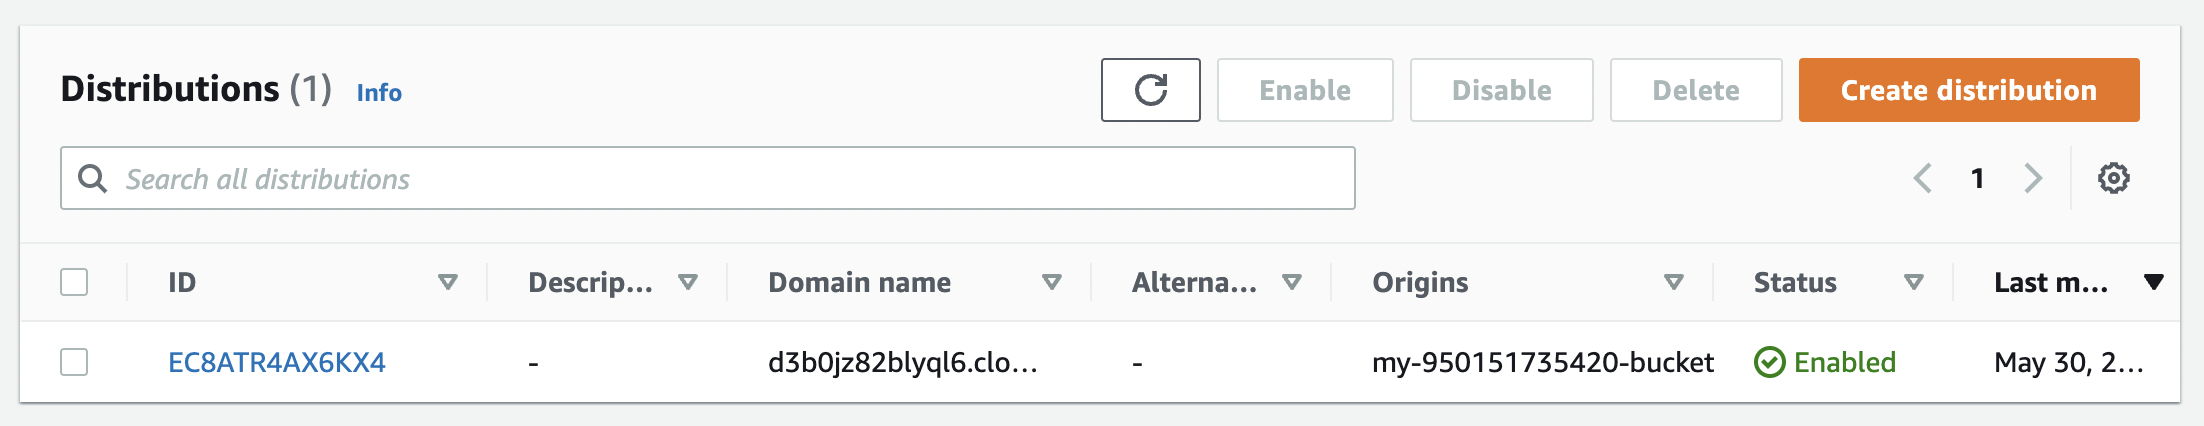 Distributions (1) Info Enable Disable Delete Create distribution
Search all distributions 1
ID Descrip... Domain name Alterna... Origins Status Last m...
EC8ATR4AX6KX4 - d3b0jz82blyql6.clo... - my-950151735420-bucket Enabled May 30, 2...